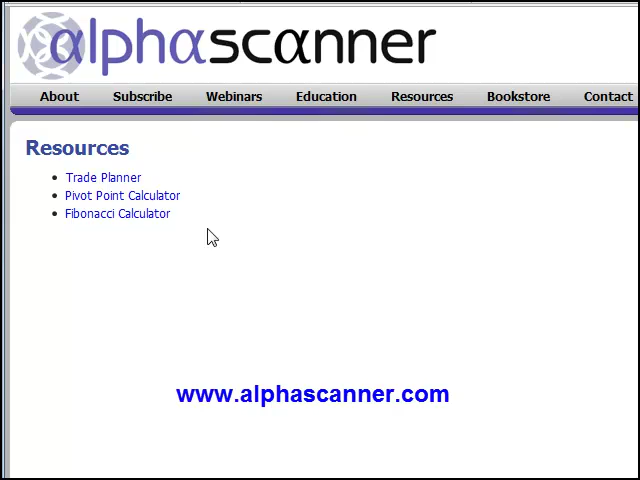 alphascanner
About Subscribe Webinars Education Resources Bookstore Contact
Resources
Trade Planner
Pivot Point Calculator
Fibonacci Calculator
www.alphascanner.com